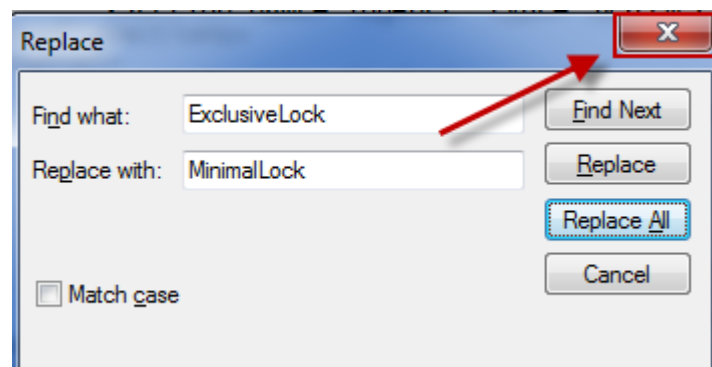 Replace
Find what: ExclusiveLock Find Next
Replace with: MinimalLock Replace
Replace All
Match case Cancel